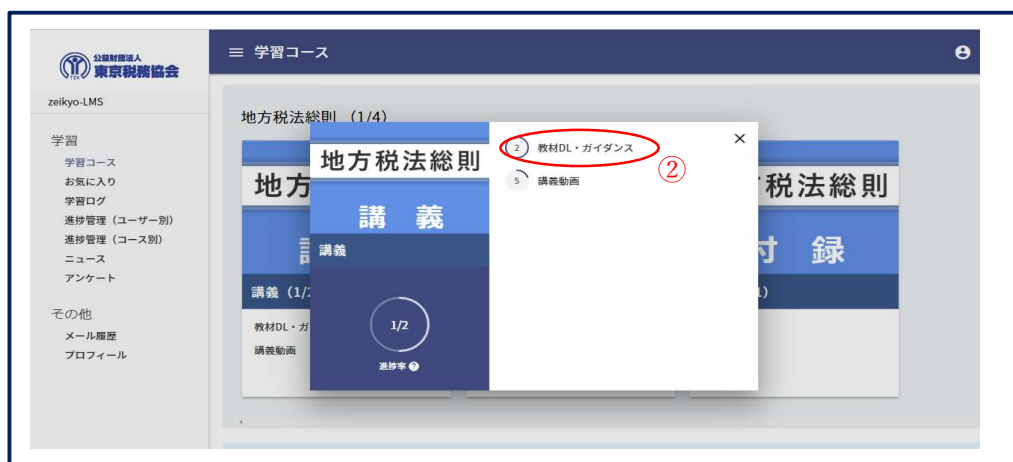 公益財団法人
東京税務協会
学習コース
zeikyo-LMS
学習
学習コース
お気に入り
学習ログ
進捗管理（ユーザー別）
進捗管理（コース別）
ニュース
アンケート
その他
メール履歴
プロフィール
地方税法総則 （1/4）
地方
税法総則
付 録
講義（1/
教材DL・ガ
講義動画
地方税法総則
講 義
講義
1/2
進捗率
2 教材DL・ガイダンス
②
5 講義動画